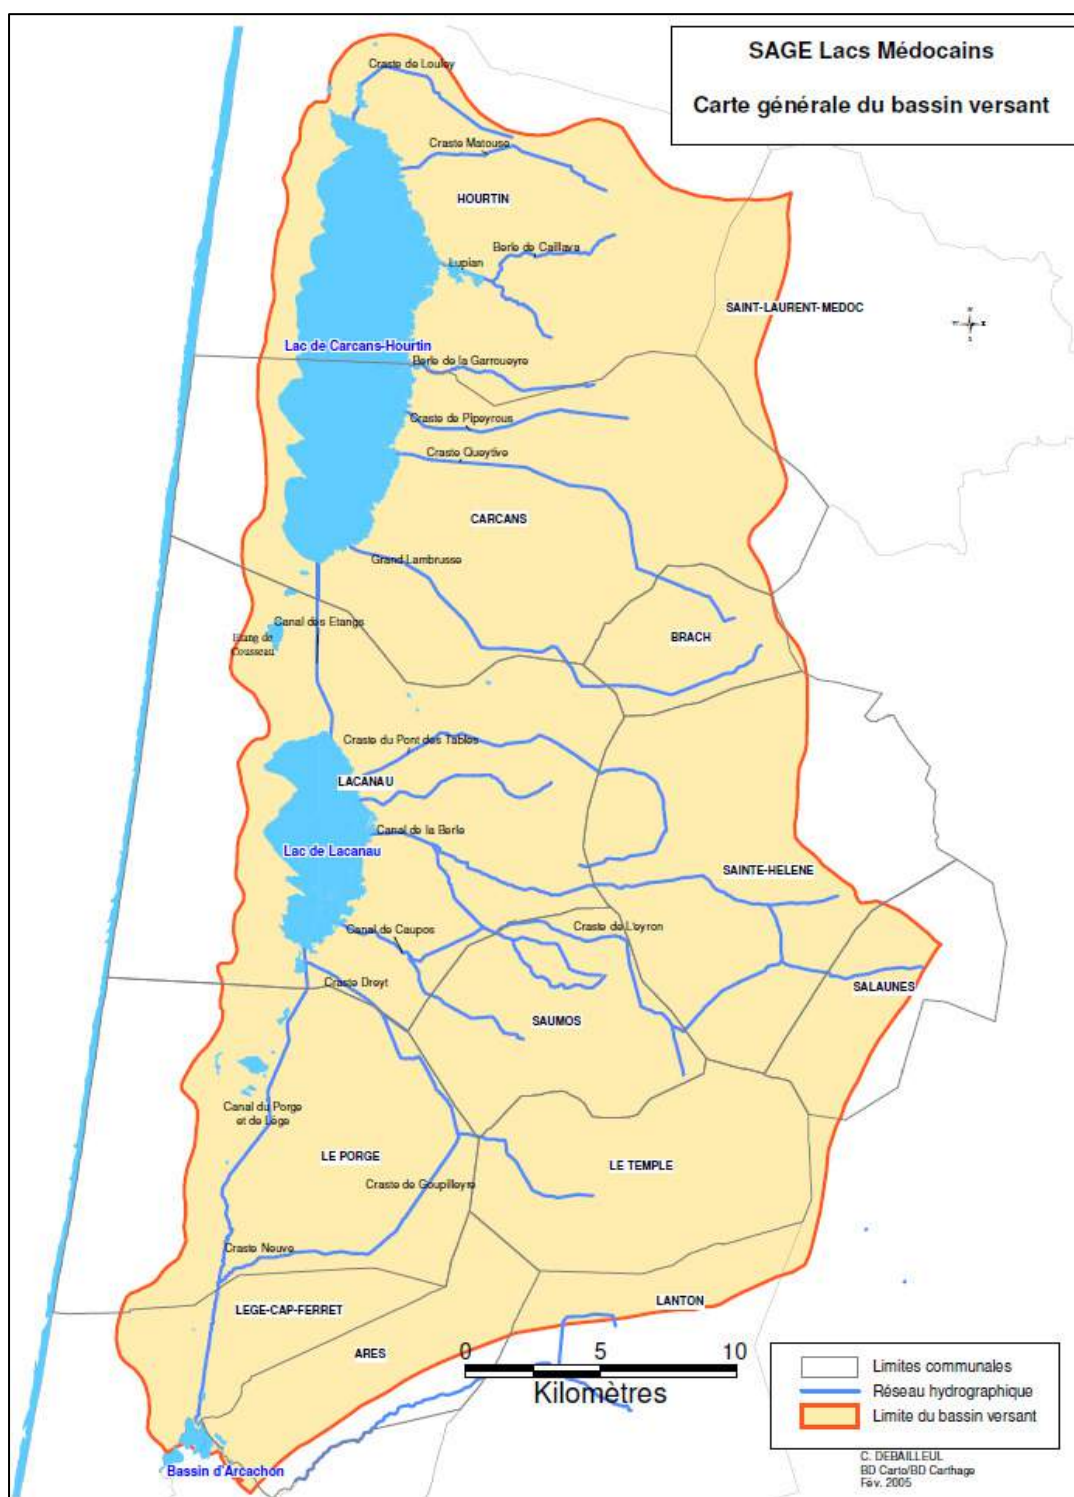 SAGE Lacs Médocains
Carte générale du bassin versant
Craste de Louley
Craste Matouse
HOURTIN
Berle de Caillava
Lupian
SAINT-LAURENT-MEDOC
Lac de Carcans-Hourtin
Berle de la Garroueyre
Craste de Pipeyrous
Craste Queytive
CARCANS
Grand Lambrusse
Canal des Etangs
Etang de
Cousseau
BRACH
Craste du Pont des Tables
LACANAU
Canal de la Berle
Lac de Lacanau
SAINTE-HELENE
Canal de Caupos
Craste de L'eyron
Craste Dreyt
SALAUNES
SAUMOS
Canal du Porge
et de Lège
LE PORGE
LE TEMPLE
Craste de Goupilleyre
Craste Neuve
LEGE-CAP-FERRET
LANTON
ARES
0 5 10
Kilomètres
Limites communales
Réseau hydrographique
Limite du bassin versant
C. DEBAILLEUL
BD Carto/BD Carthage
Fév. 2005
Bassin d'Arcachon